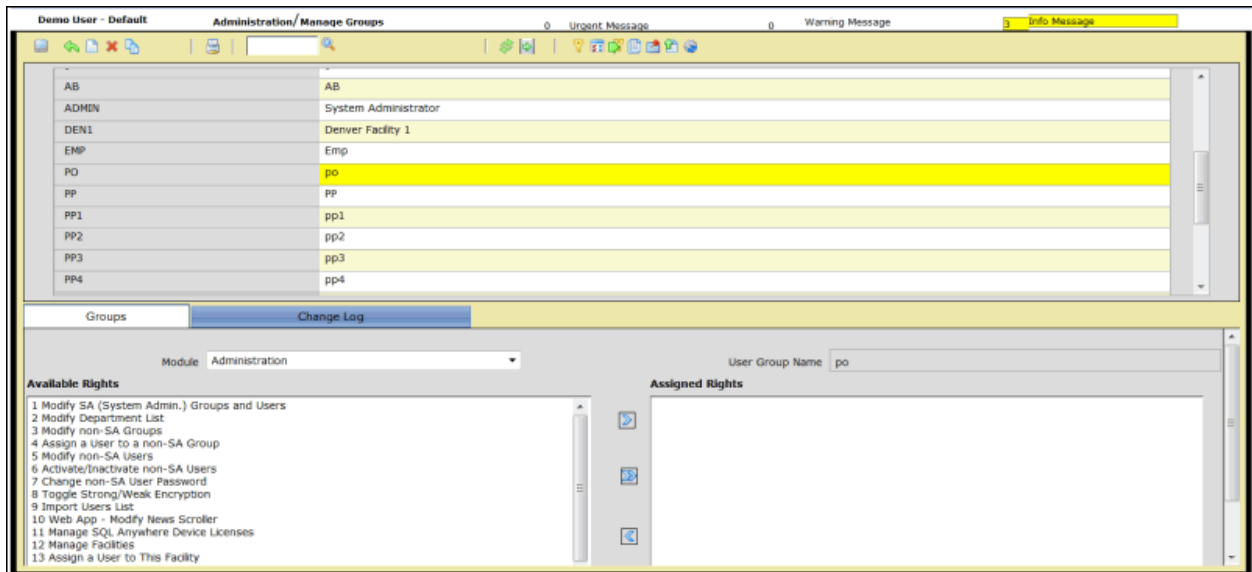 Demo User - Default Administration/Manage Groups 0 Urgent Message 0 Warning Message 3 Info Message
AB AB
ADMIN System Administrator
DEN1 Denver Facility 1
EMP Emp
PO po
PP PP
PP1 pp1
PP2 pp2
PP3 pp3
PP4 pp4
Groups Change Log
Module Administration User Group Name po
Available Rights Assigned Rights
1 Modify SA (System Admin.) Groups and Users
2 Modify Department List
3 Modify non-SA Groups
4 Assign a User to a non-SA Group
5 Modify non-SA Users
6 Activate/Inactivate non-SA Users
7 Change non-SA User Password
8 Toggle Strong/Weak Encryption
9 Import Users List
10 Web App - Modify News Scroller
11 Manage SQL Anywhere Device Licenses
12 Manage Facilities
13 Assign a User to This Facility